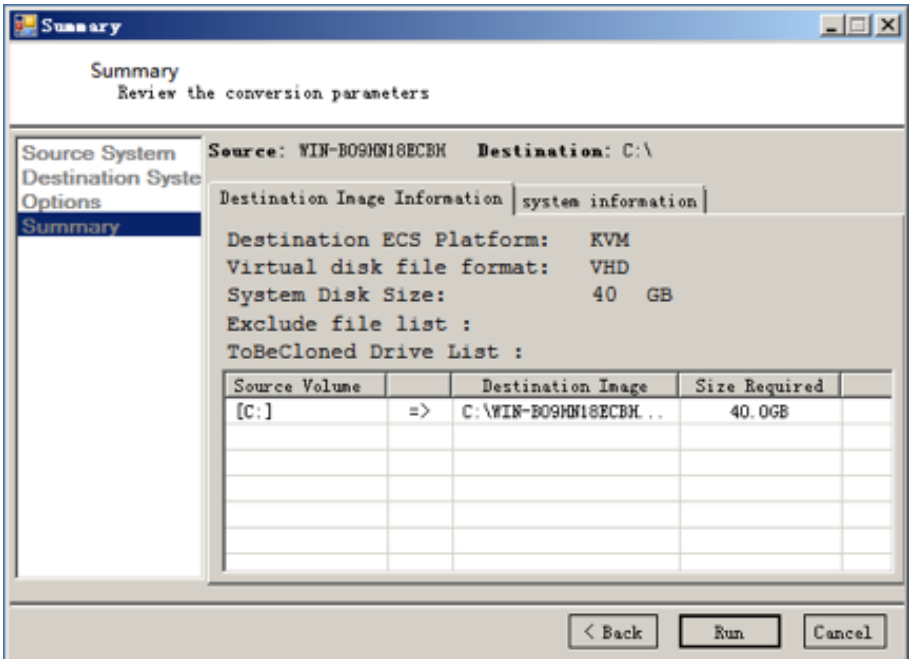 Summary
Summary
Review the conversion parameters
Source System
Destination Syste
Options
Summary
Source: WIN-BO9HN18ECBH Destination: C:\
Destination Image Information system information
Destination ECS Platform: KVM
Virtual disk file format: VHD
System Disk Size: 40 GB
Exclude file list :
ToBeCloned Drive List :
Source Volume Destination Image Size Required
[C:] => C:\WIN-BO9HN18ECBH... 40.0GB
< Back Run Cancel